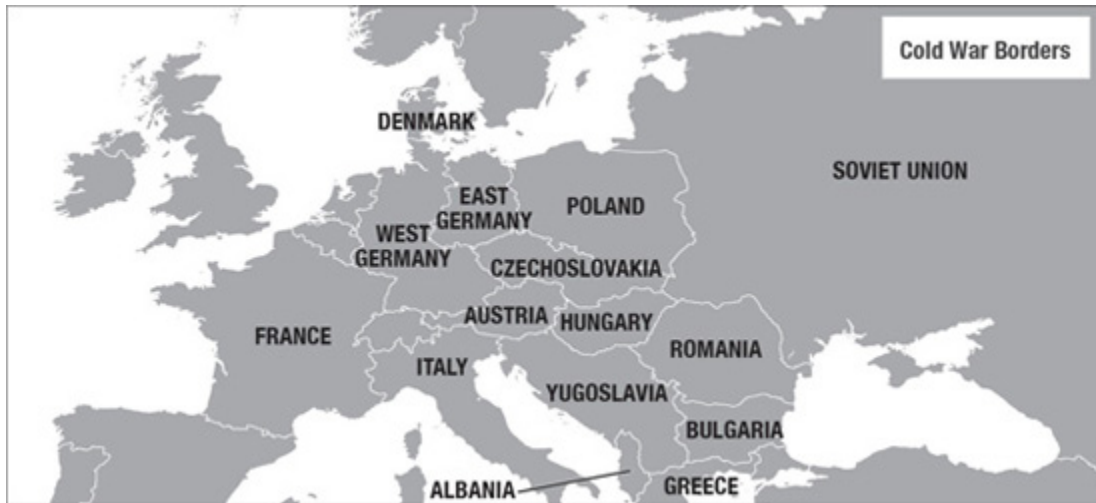 Cold War Borders
DENMARK
SOVIET UNION
EAST
GERMANY
POLAND
WEST
GERMANY
CZECHOSLOVAKIA
AUSTRIA
HUNGARY
FRANCE
ROMANIA
ITALY
YUGOSLAVIA
BULGARIA
ALBANIA
GREECE